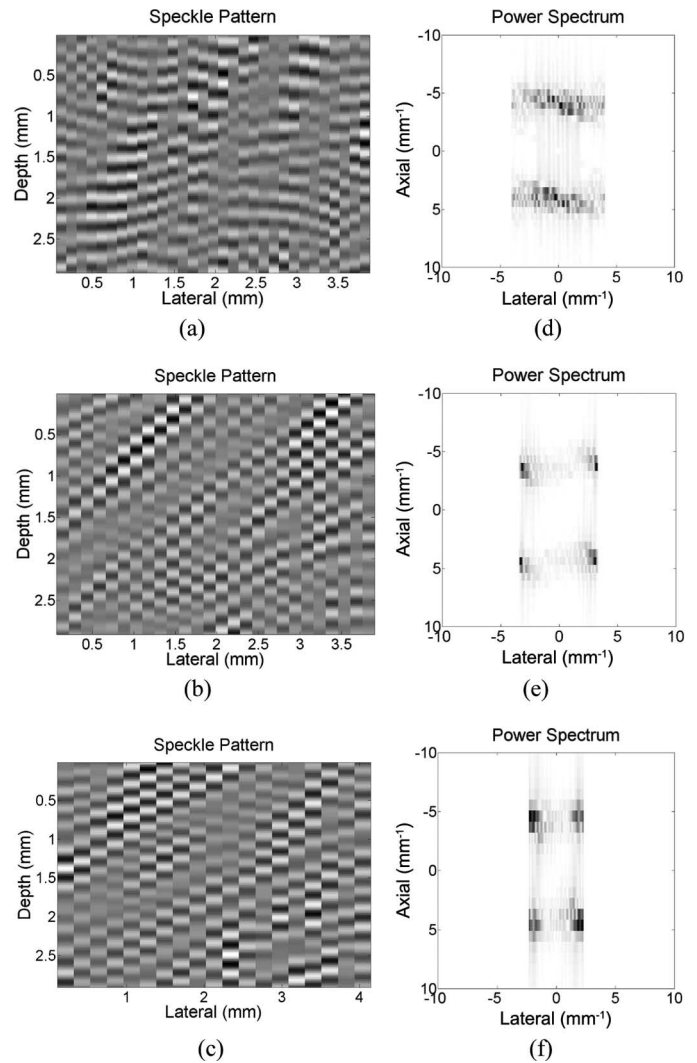 Speckle Pattern
0.5
1
1.5
2
2.5
Depth (mm)
0.5 1 1.5 2 2.5 3 3.5
Lateral (mm)
(a)
Power Spectrum
-10
-5
0
5
10
Axial (mm-1)
-10 -5 0 5 10
Lateral (mm-1)
(d)
Speckle Pattern
0.5
1
1.5
2
2.5
Depth (mm)
0.5 1 1.5 2 2.5 3 3.5
Lateral (mm)
(b)
Power Spectrum
-10
-5
0
5
10
Axial (mm-1)
-10 -5 0 5 10
Lateral (mm-1)
(e)
Speckle Pattern
0.5
1
1.5
2
2.5
Depth (mm)
1 2 3 4
Lateral (mm)
(c)
Power Spectrum
-10
-5
0
5
10
Axial (mm-1)
-10 -5 0 5 10
Lateral (mm-1)
(f)